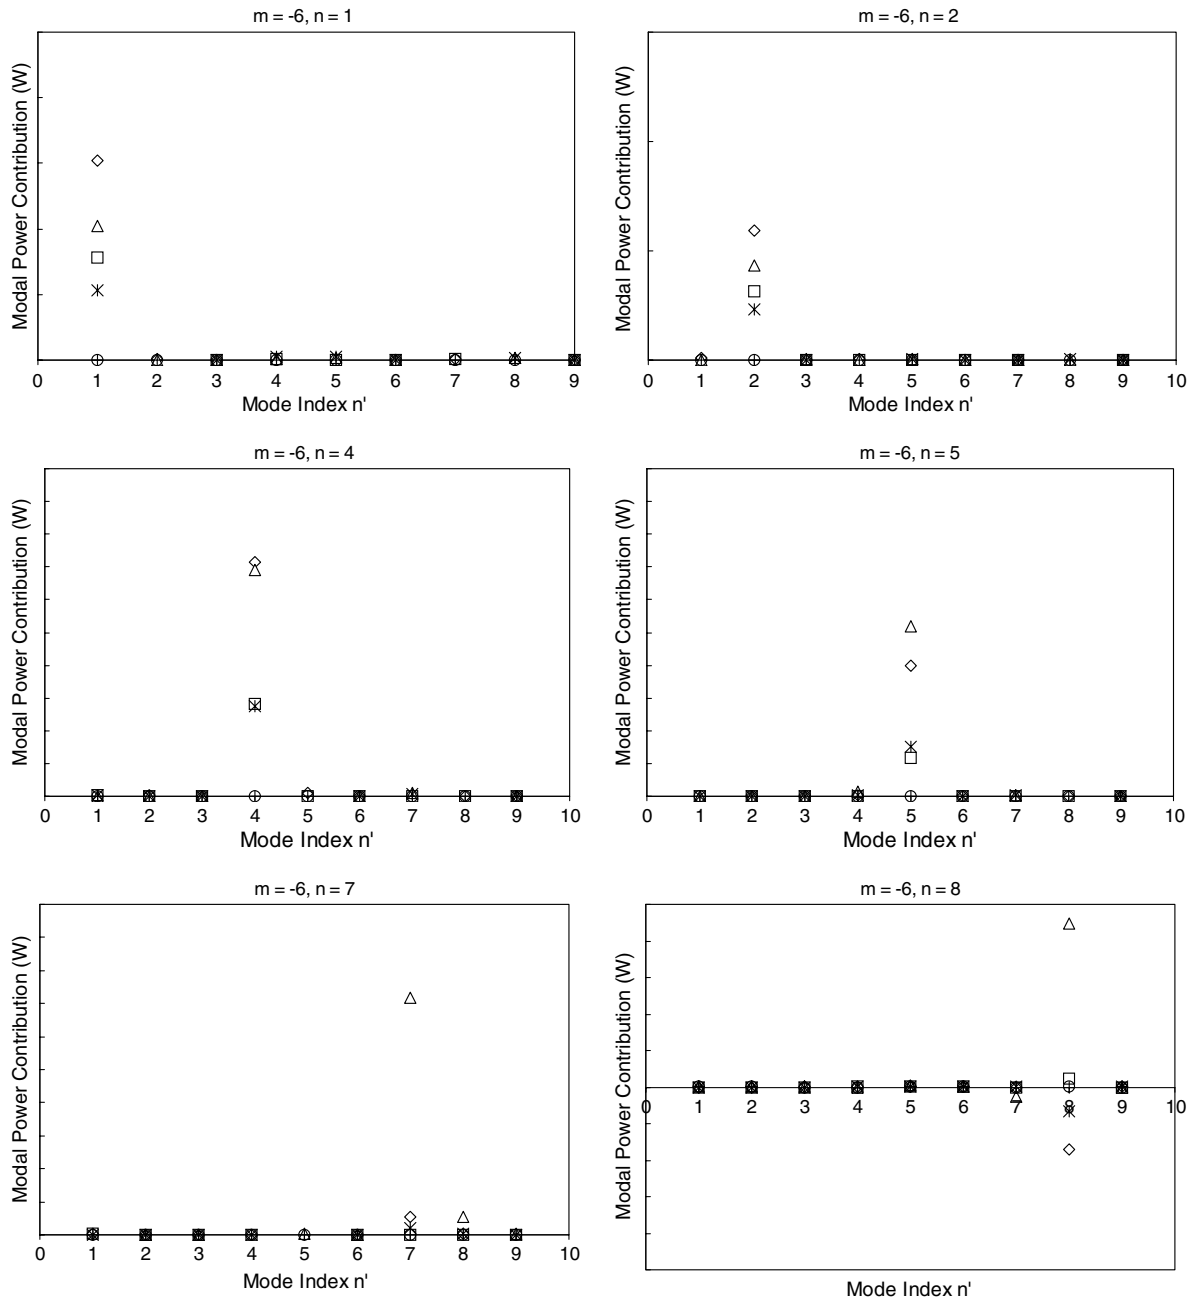 m = -6, n = 1
Modal Power Contribution (W)
0 1 2 3 4 5 6 7 8 9
Mode Index n'
m = -6, n = 2
Modal Power Contribution (W)
0 1 2 3 4 5 6 7 8 9 10
Mode Index n'
m = -6, n = 4
Modal Power Contribution (W)
0 1 2 3 4 5 6 7 8 9 10
Mode Index n'
m = -6, n = 5
Modal Power Contribution (W)
0 1 2 3 4 5 6 7 8 9 10
Mode Index n'
m = -6, n = 7
Modal Power Contribution (W)
0 1 2 3 4 5 6 7 8 9 10
Mode Index n'
m = -6, n = 8
Modal Power Contribution (W)
0 1 2 3 4 5 6 7 8 9 10
Mode Index n'